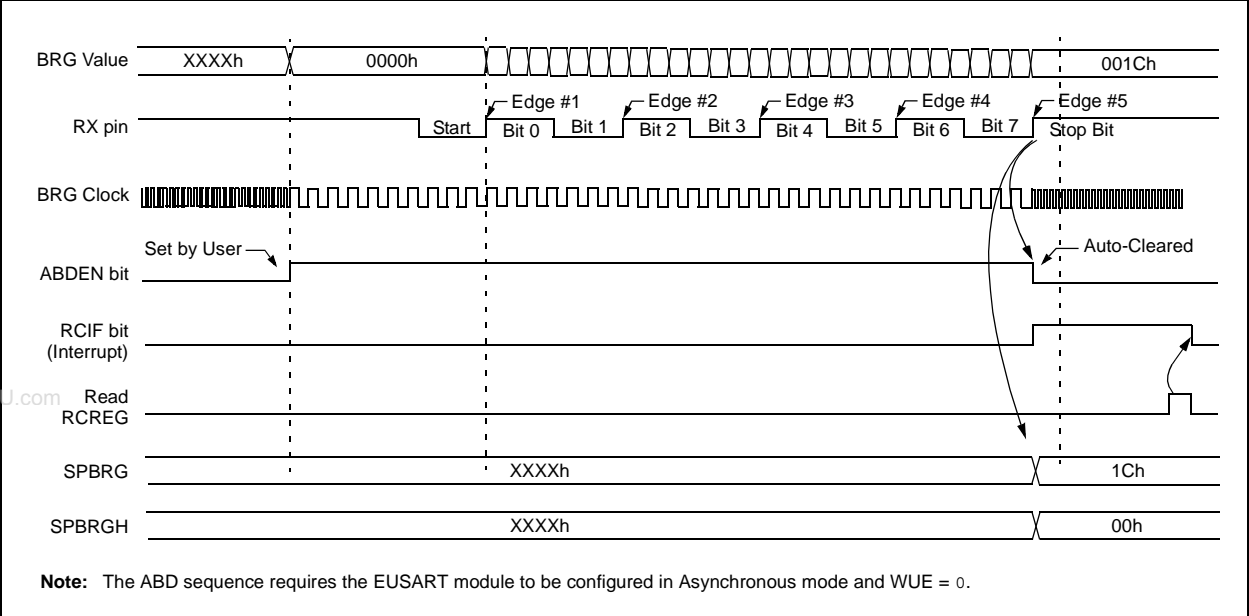 BRG Value XXXXh 0000h 001Ch
Edge #1 Edge #2 Edge #3 Edge #4 Edge #5
RX pin Start Bit 0 Bit 1 Bit 2 Bit 3 Bit 4 Bit 5 Bit 6 Bit 7 Stop Bit
BRG Clock
Set by User Auto-Cleared
ABDEN bit
RCIF bit
(Interrupt)
U.com Read
RCREG
SPBRG XXXXh 1Ch
SPBRGH XXXXh 00h
Note: The ABD sequence requires the EUSART module to be configured in Asynchronous mode and WUE = 0.